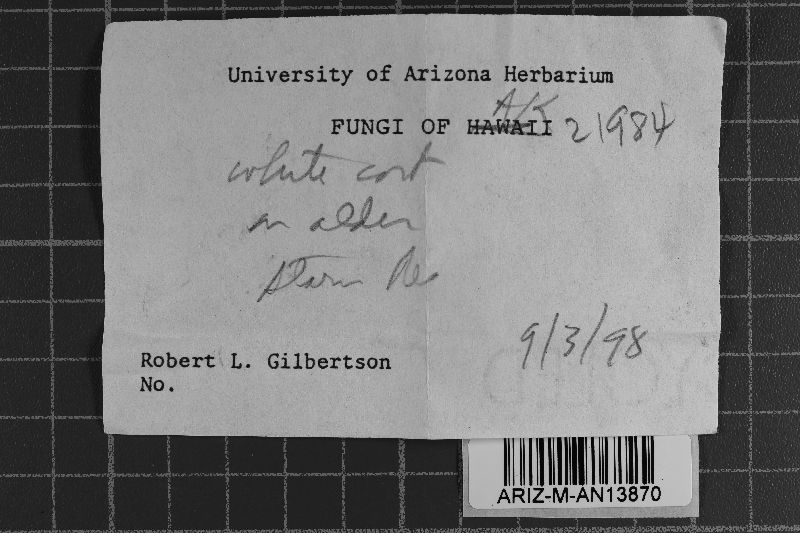 University of Arizona Herbarium
AK
FUNGI OF HAWAII 21984
white cort
on alder
Starr
9/3/98
Robert L. Gilbertson
No.
ARIZ-M-AN13870